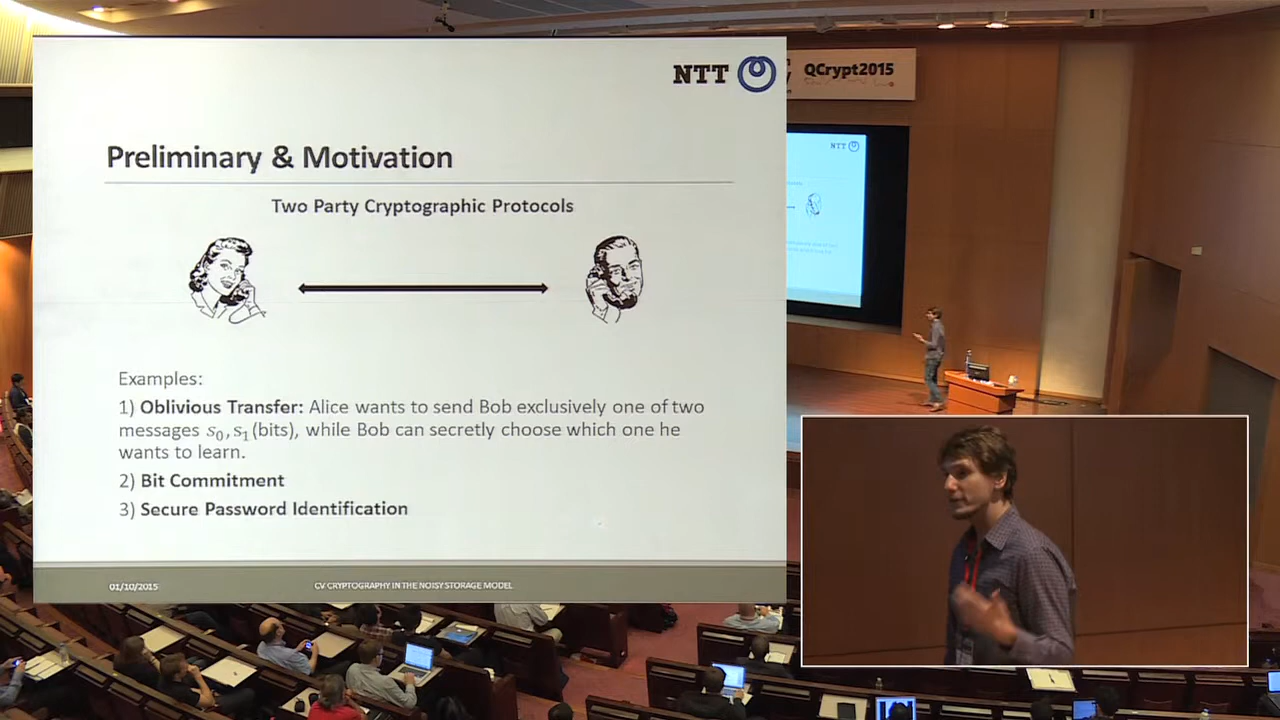 NTT
QCrypt2015
NTT
Preliminary & Motivation
Two Party Cryptographic Protocols
Examples:
1) Oblivious Transfer: Alice wants to send Bob exclusively one of two
messages s₀,s₁(bits), while Bob can secretly choose which one he
wants to learn.
2) Bit Commitment
3) Secure Password Identification
01/10/2015
CV CRYPTOGRAPHY IN THE NOISY STORAGE MODEL